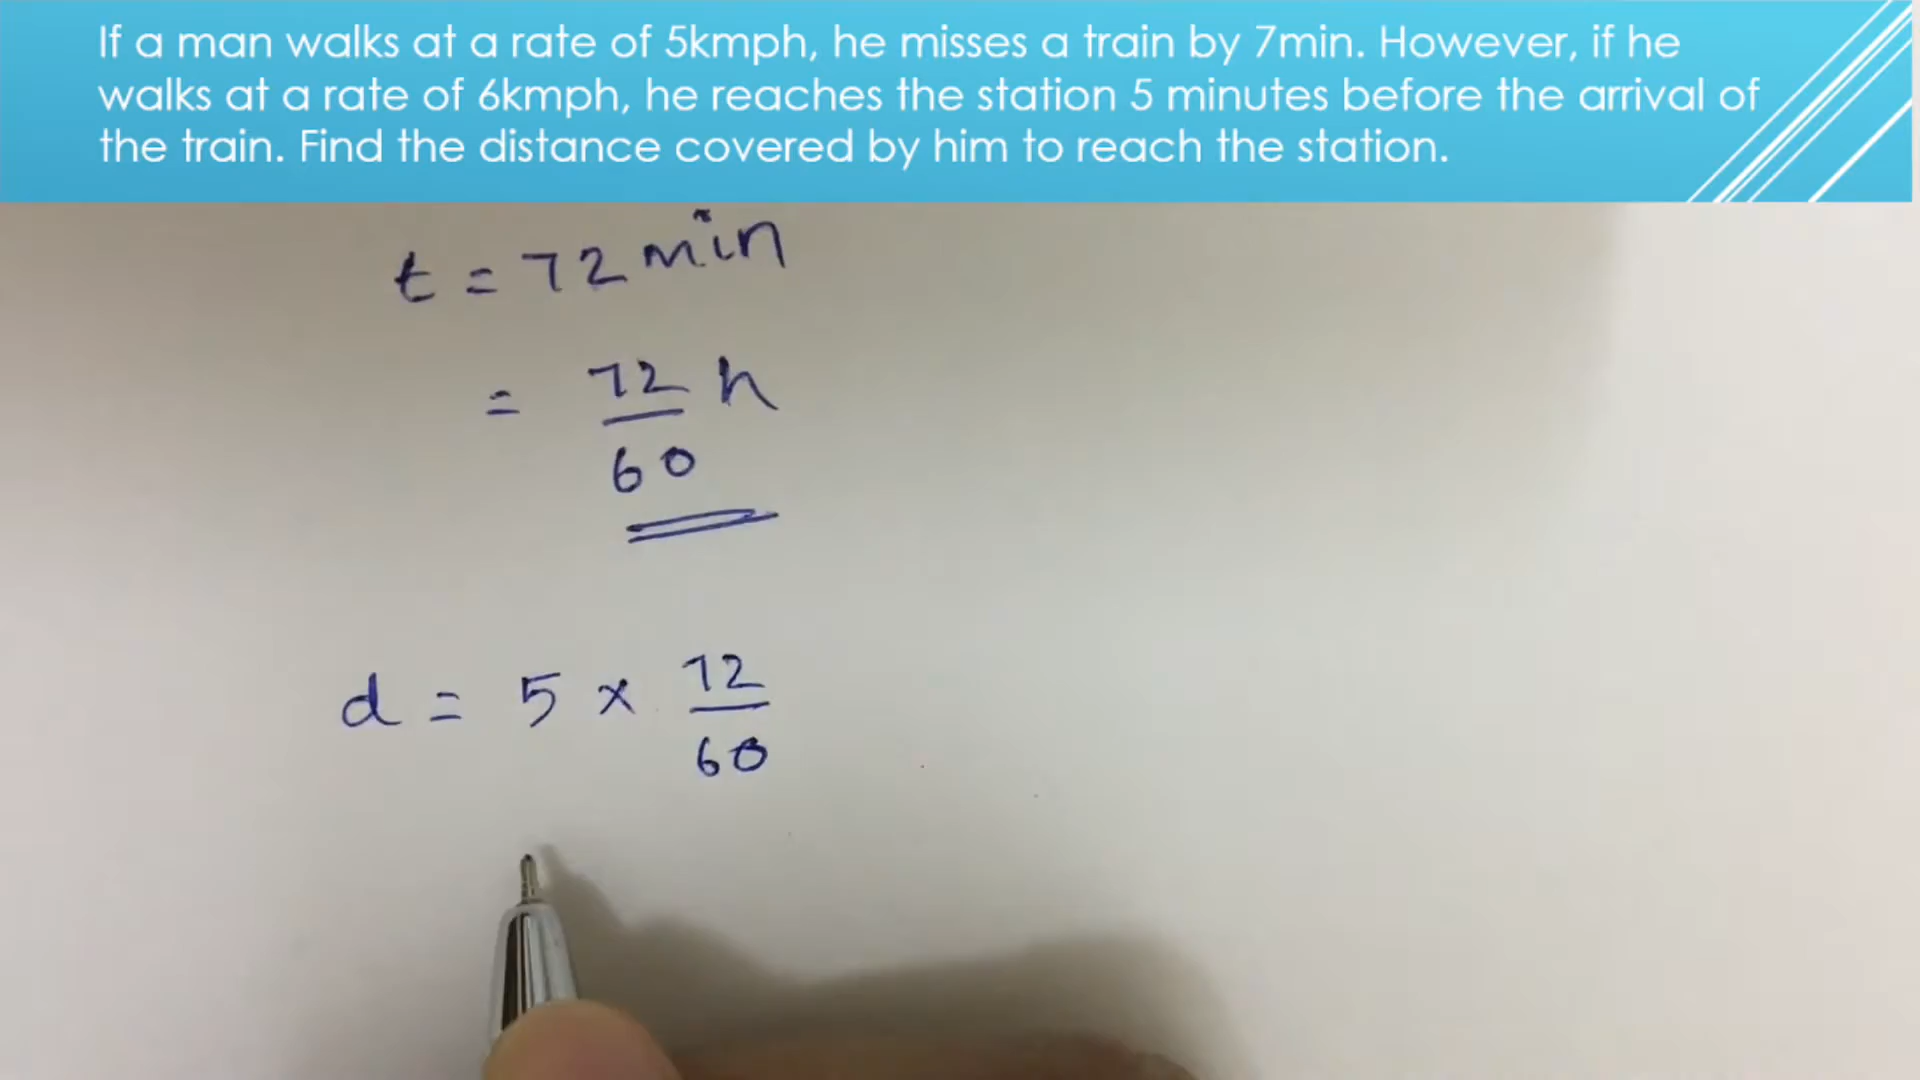 If a man walks at a rate of 5kmph, he misses a train by 7min. However, if he
walks at a rate of 6kmph, he reaches the station 5 minutes before the arrival of
the train. Find the distance covered by him to reach the station.
t = 72 min
= 72/60 h
d = 5 × 72/60